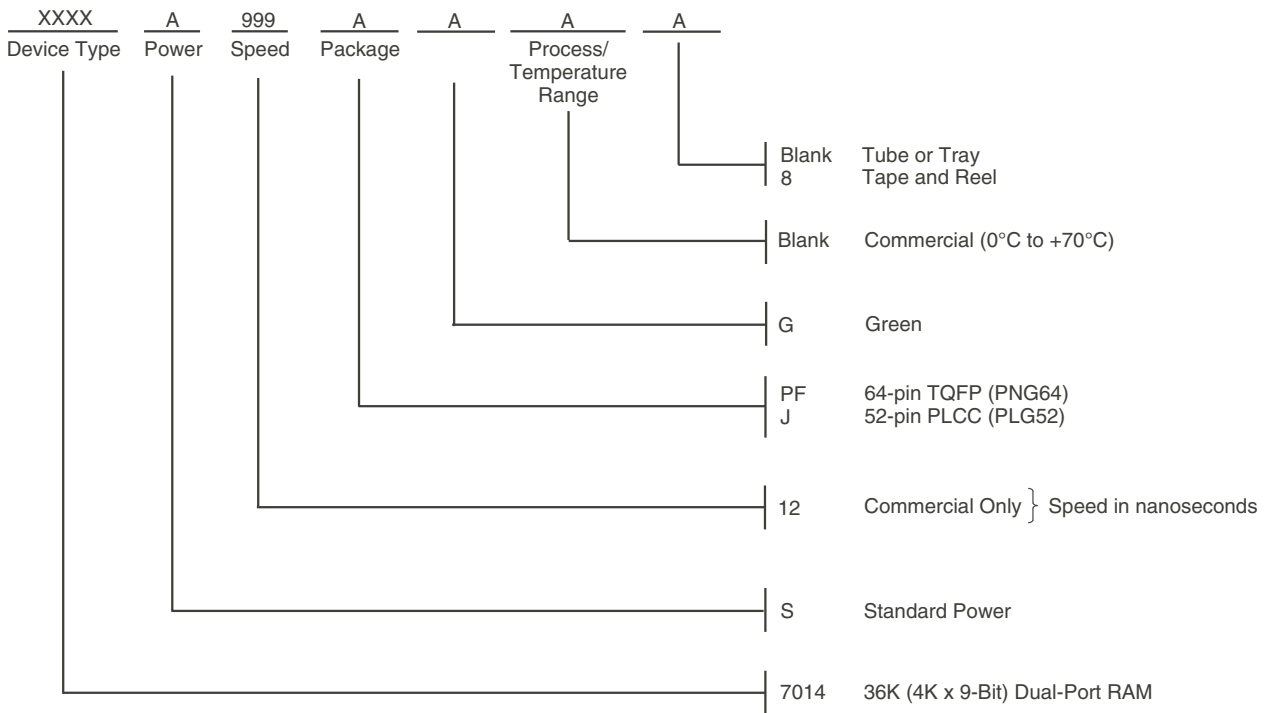 XXXX A 999 A A A A
Device Type Power Speed Package Process/
Temperature
Range
Blank Tube or Tray
8 Tape and Reel
Blank Commercial (0°C to +70°C)
G Green
PF 64-pin TQFP (PNG64)
J 52-pin PLCC (PLG52)
12 Commercial Only } Speed in nanoseconds
S Standard Power
7014 36K (4K x 9-Bit) Dual-Port RAM